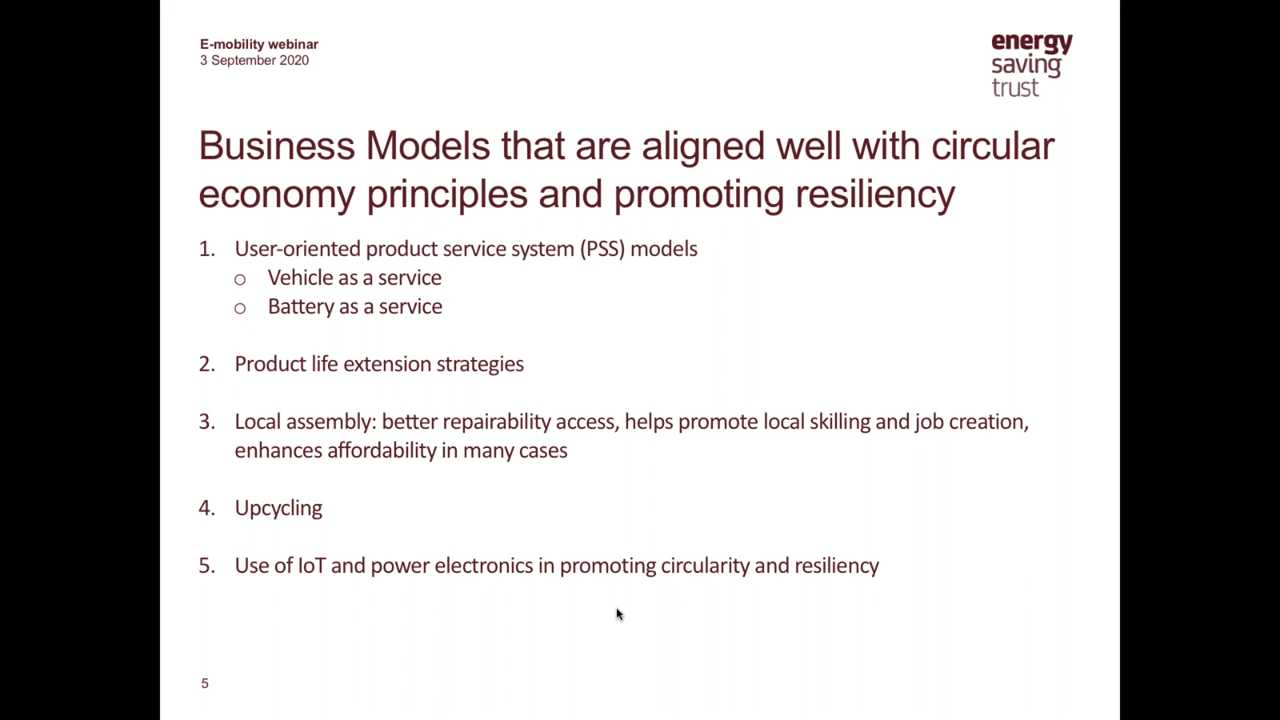 E-mobility webinar
3 September 2020
energy
saving
trust
Business Models that are aligned well with circular
economy principles and promoting resiliency
1. User-oriented product service system (PSS) models
o Vehicle as a service
o Battery as a service
2. Product life extension strategies
3. Local assembly: better repairability access, helps promote local skilling and job creation,
enhances affordability in many cases
4. Upcycling
5. Use of IoT and power electronics in promoting circularity and resiliency
5